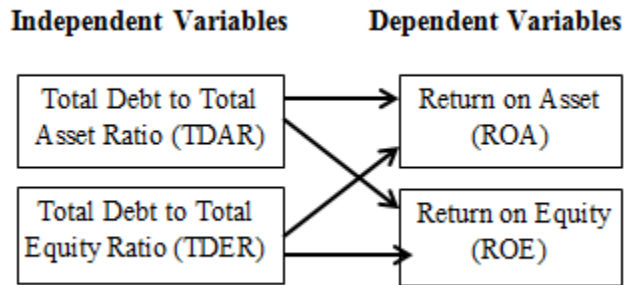 Independent Variables
Dependent Variables
Total Debt to Total
Asset Ratio (TDAR)
Return on Asset
(ROA)
Total Debt to Total
Equity Ratio (TDER)
Return on Equity
(ROE)